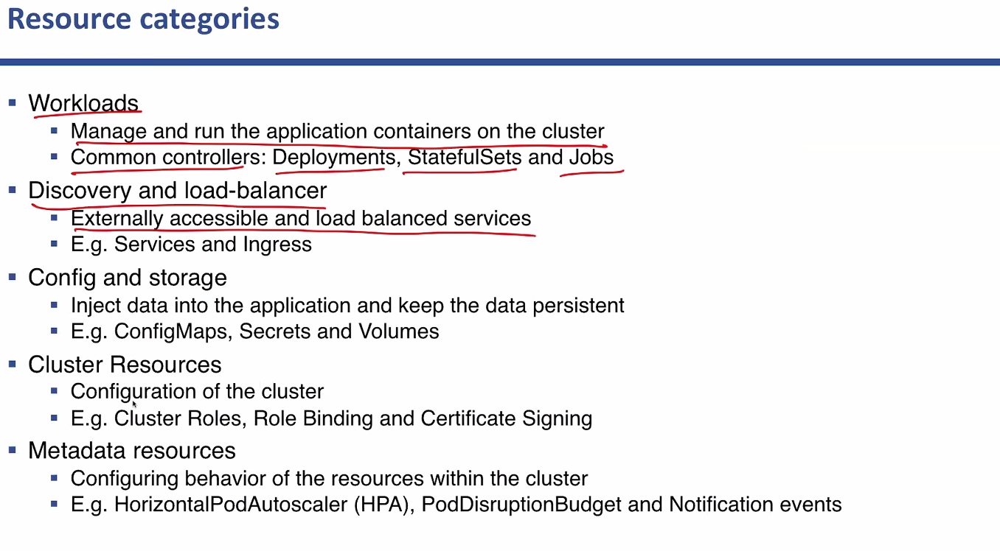 Resource categories
Workloads
Manage and run the application containers on the cluster
Common controllers: Deployments, StatefulSets and Jobs
Discovery and load-balancer
Externally accessible and load balanced services
E.g. Services and Ingress
Config and storage
Inject data into the application and keep the data persistent
E.g. ConfigMaps, Secrets and Volumes
Cluster Resources
Configuration of the cluster
E.g. Cluster Roles, Role Binding and Certificate Signing
Metadada resources
Configuring behavior of the resources within the cluster
E.g. HorizontalPodAutoscaler (HPA), PodDisruptionBudget and Notification events